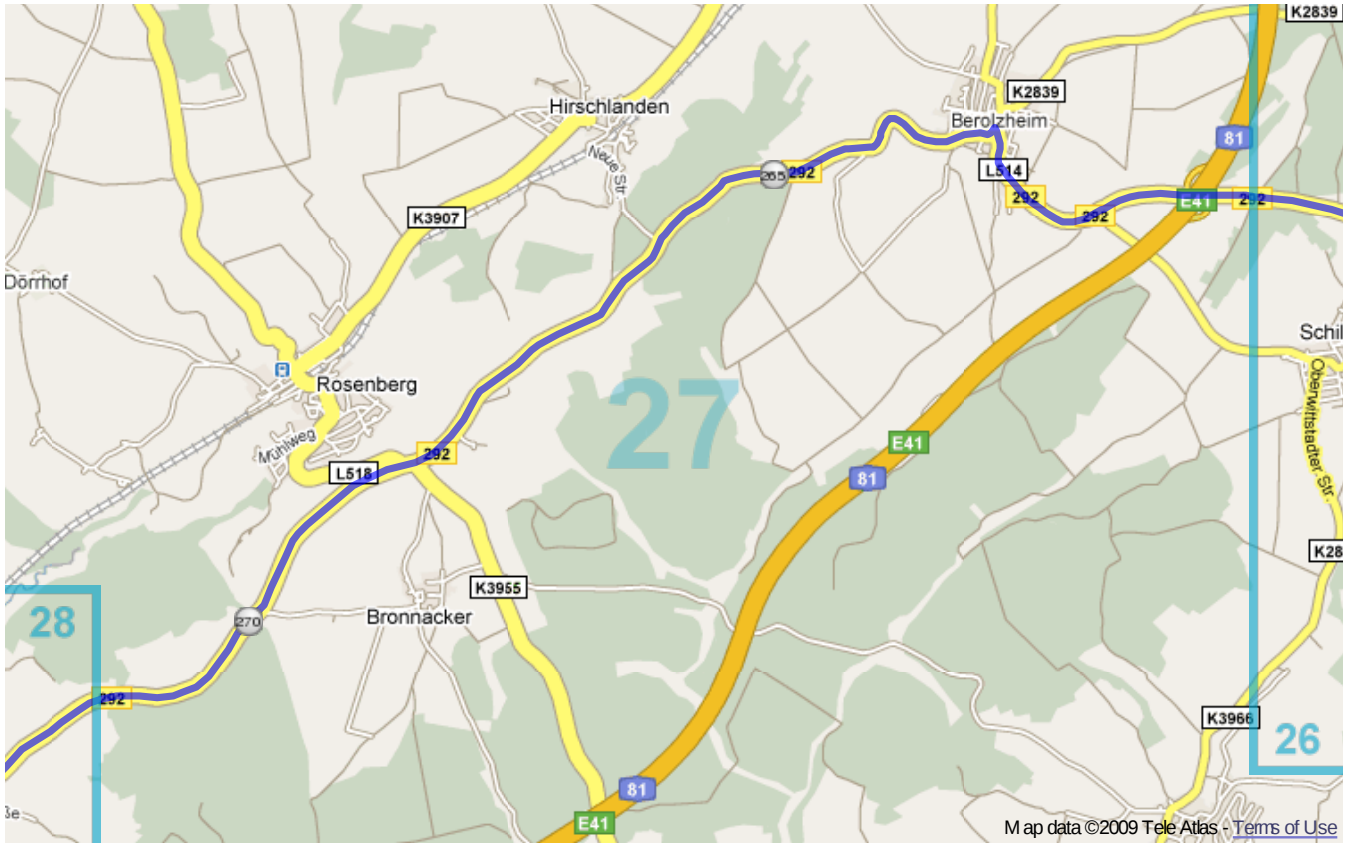 K2839
K2839
Hirschlanden
Berolzheim
81
Neue Str.
265
292
L514
292
E41
292
292
K3907
Dörrhof
Schil
Rosenberg
27
Oberwittstadter Str.
Mühlweg
292
E41
L518
81
K28
K3955
28
Bronnacker
270
292
K3966
26
81
E41
Map data ©2009 Tele Atlas - Terms of Use